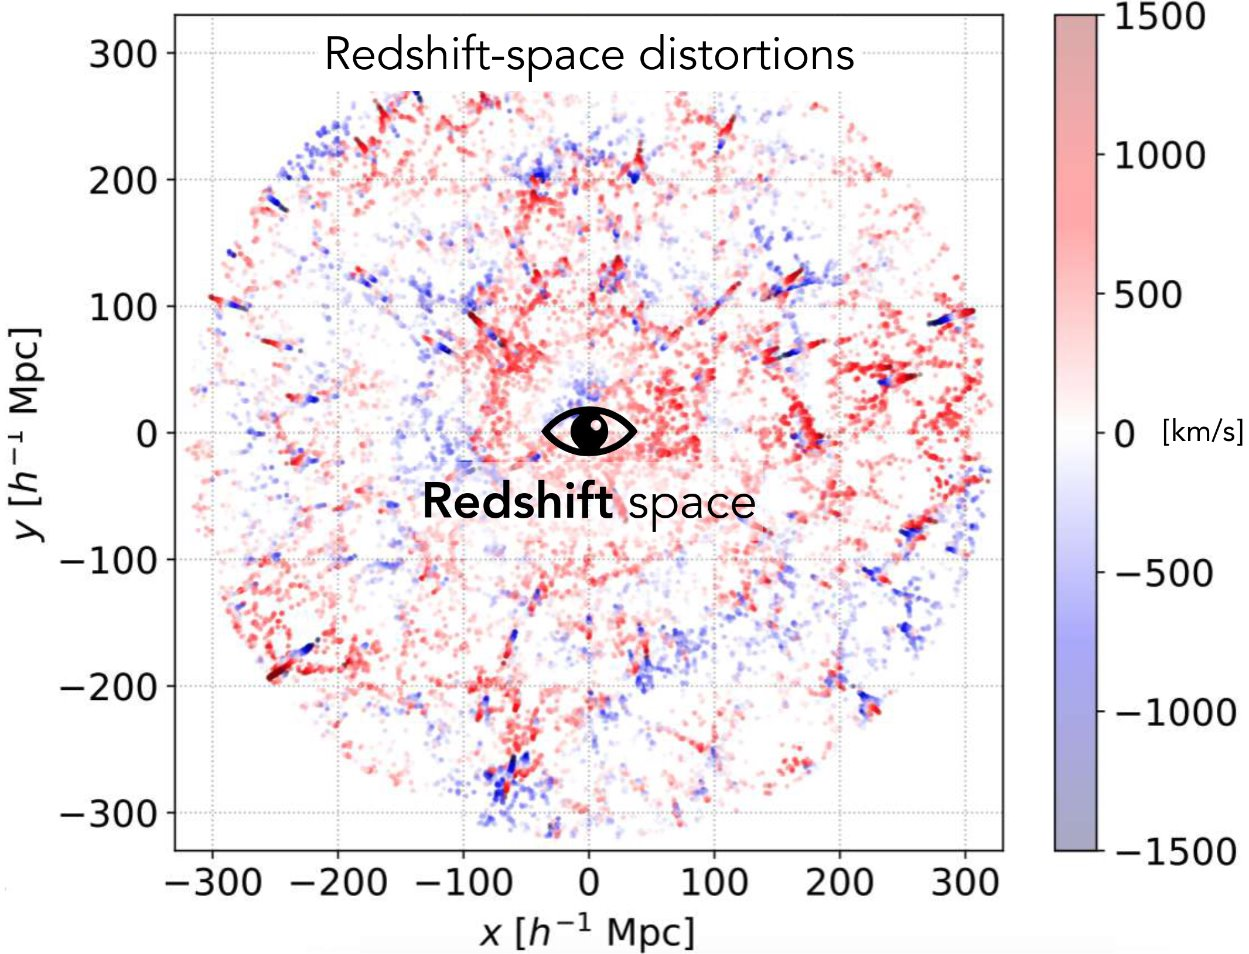 Redshift-space distortions
300
200
100
0
−100
−200
−300
y [h⁻¹ Mpc]
Redshift space
−300 −200 −100 0 100 200 300
x [h⁻¹ Mpc]
1500
1000
500
0 [km/s]
−500
−1000
−1500